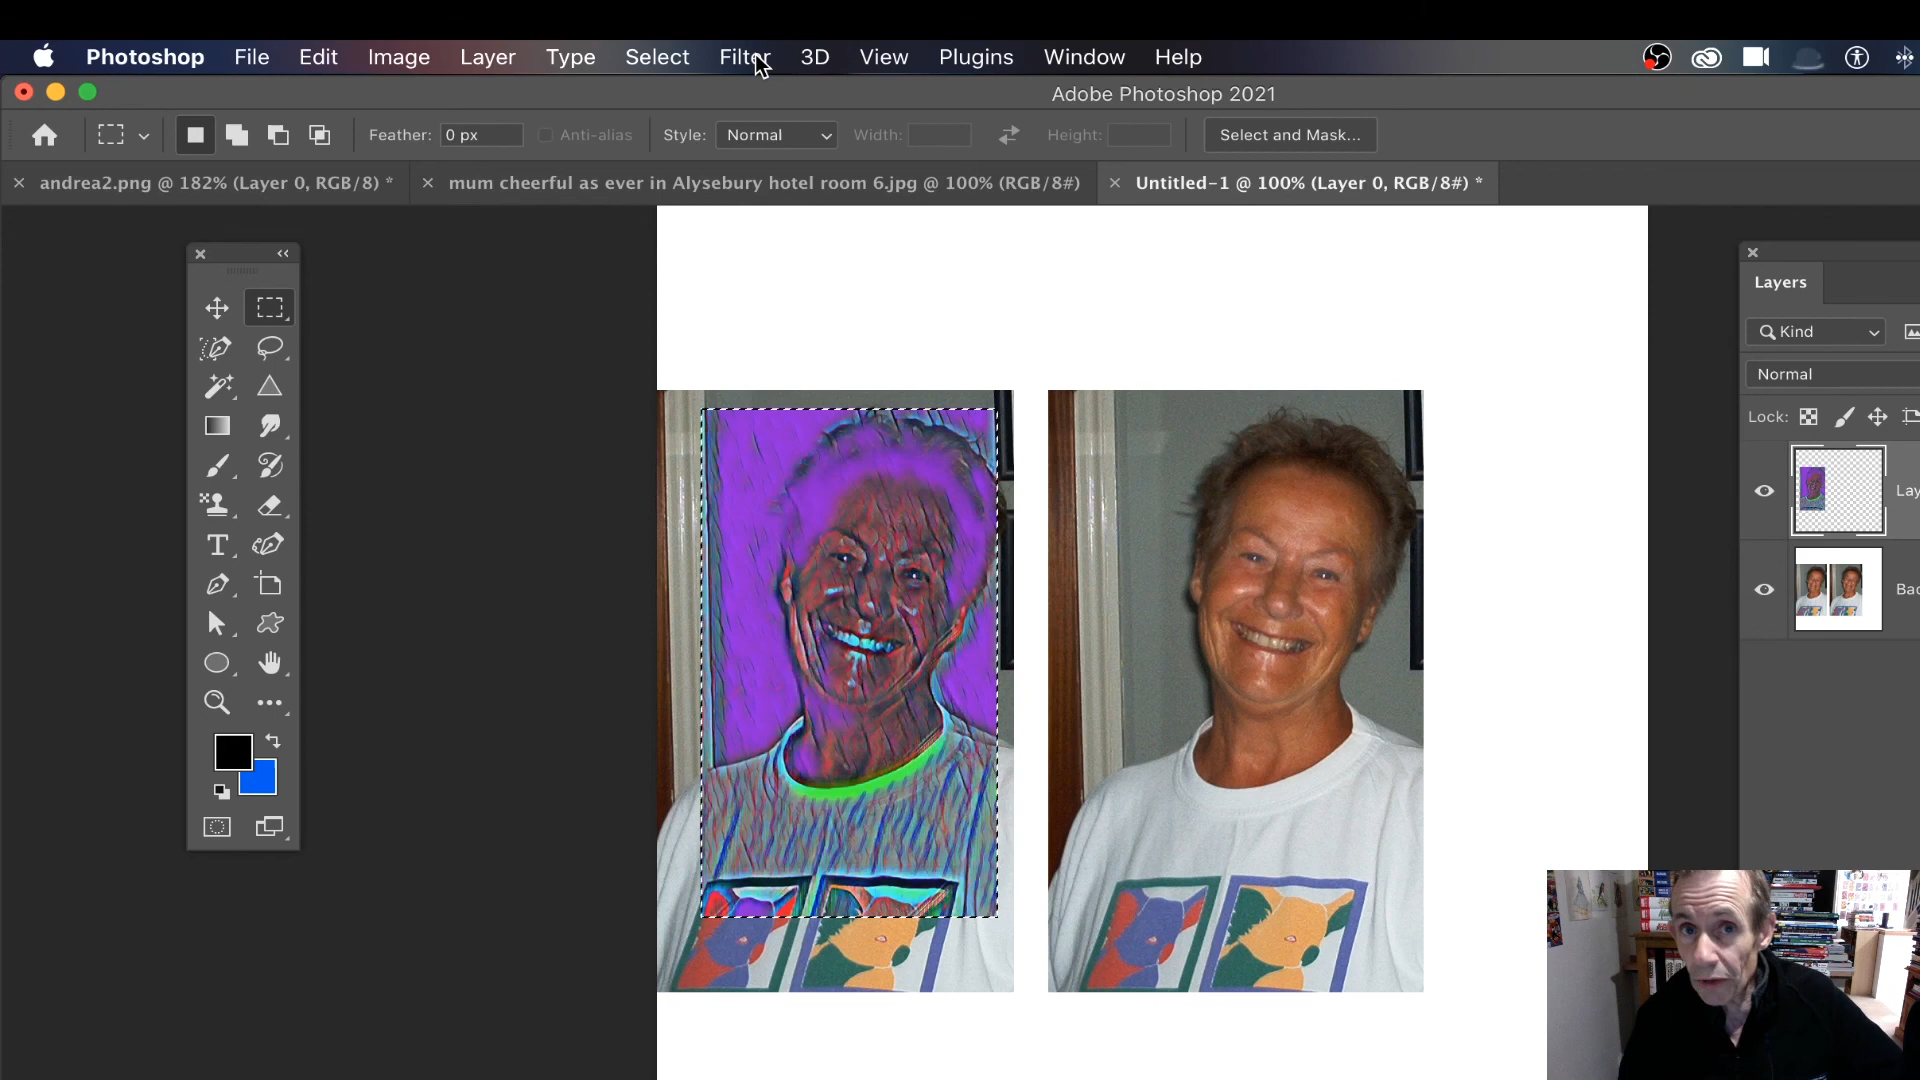 Photoshop File Edit Image Layer Type Select Filter 3D View Plugins Window Help
Adobe Photoshop 2021
Feather: 0 px Anti-alias Style: Normal Width: Height: Select and Mask...
andrea2.png @ 182% (Layer 0, RGB/8) *
mum cheerful as ever in Alysebury hotel room 6.jpg @ 100% (RGB/8#)
Untitled-1 @ 100% (Layer 0, RGB/8#) *
Layers
Kind
Normal
Lock:
Lay
Bac